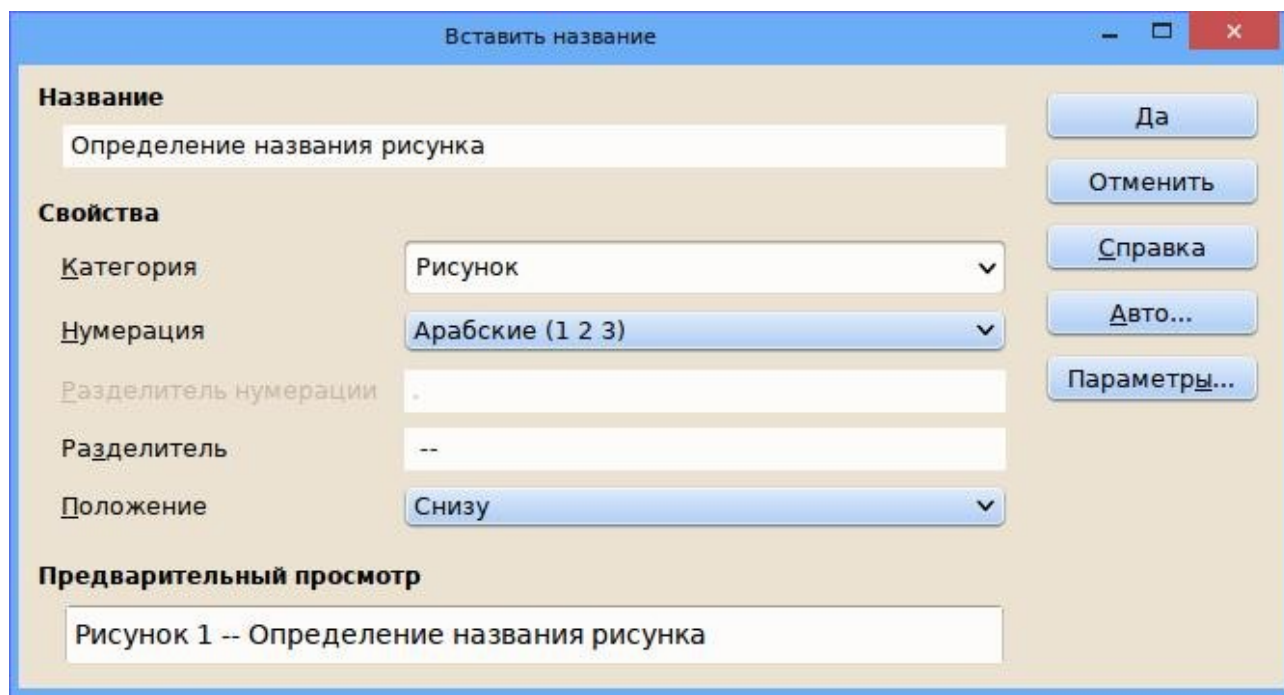 Вставить название
Название
Определение названия рисунка
Свойства
Категория
Рисунок
Нумерация
Арабские (1 2 3)
Разделитель нумерации
.
Разделитель
--
Положение
Снизу
Предварительный просмотр
Рисунок 1 -- Определение названия рисунка
Да
Отменить
Справка
Авто...
Параметры...